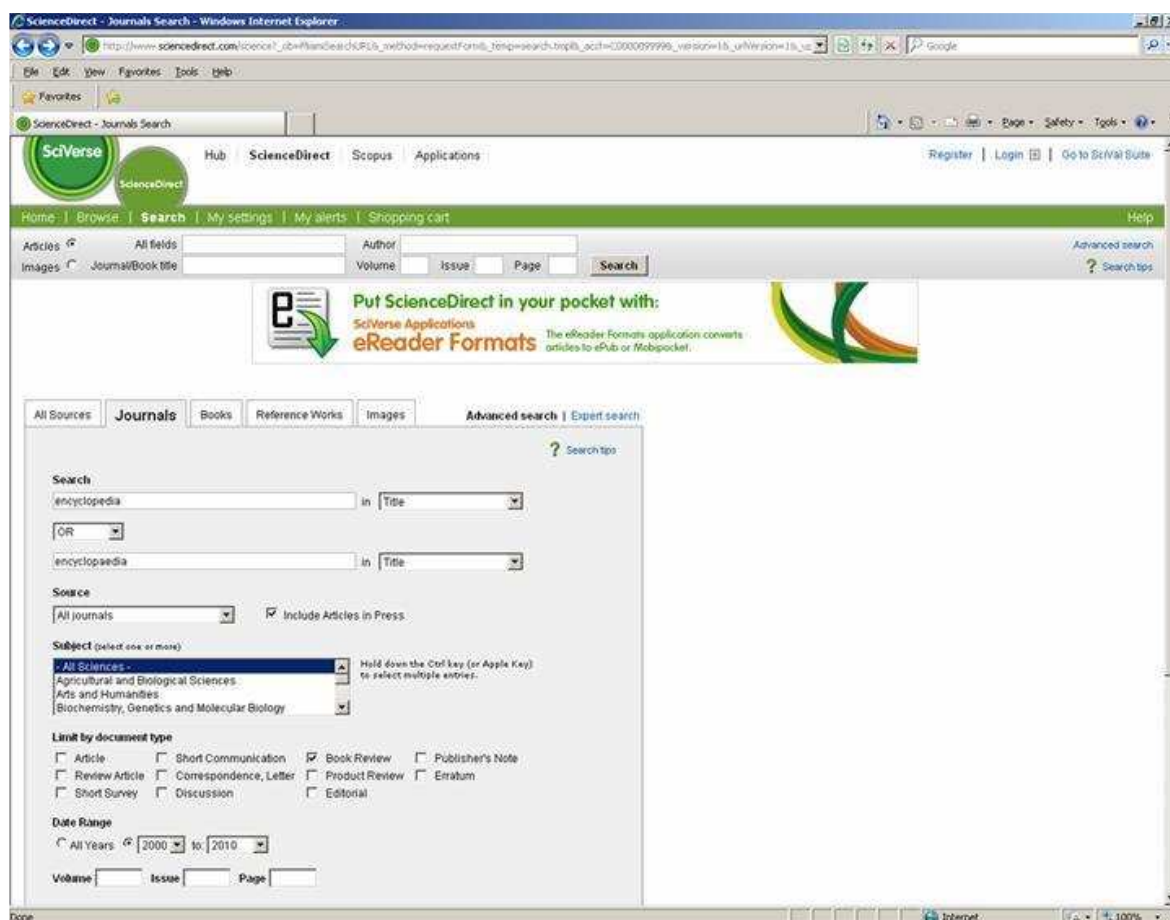 ScienceDirect - Journals Search - Windows Internet Explorer
Google
File Edit View Favorites Tools Help
Favorites
ScienceDirect - Journals Search
Page Safety Tools
SciVerse
ScienceDirect
Hub ScienceDirect Scopus Applications
Register | Login | Go to SciVal Suite
Home | Browse | Search | My settings | My alerts | Shopping cart
Help
Articles All fields Author
Advanced search
Images Journal/Book title Volume Issue Page Search
? Search tips
Put ScienceDirect in your pocket with:
SciVerse Applications
eReader Formats
The eReader Formats application converts
articles to ePub or Mobipocket.
All Sources Journals Books Reference Works Images Advanced search | Expert search
? Search tips
Search
encyclopedia in Title
OR
encyclopaedia in Title
Source
All journals Include Articles in Press
Subject (select one or more)
- All Sciences -
Agricultural and Biological Sciences
Arts and Humanities
Biochemistry, Genetics and Molecular Biology
Hold down the Ctrl key (or Apple Key)
to select multiple entries.
Limit by document type
Article Short Communication Book Review Publisher's Note
Review Article Correspondence, Letter Product Review Erratum
Short Survey Discussion Editorial
Date Range
All Years 2000 to: 2010
Volume Issue Page
Done
Internet
100%